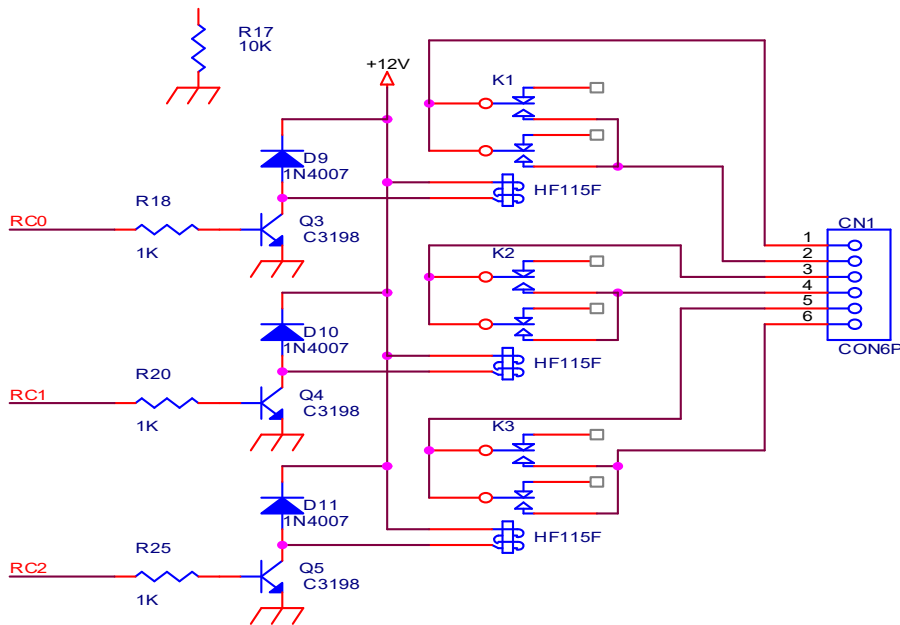 R17
10K
+12V
K1
D9
1N4007
HF115F
R18
RC0
Q3
C3198
1K
CN1
1
2
3
4
5
6
CON6P
K2
D10
1N4007
HF115F
R20
RC1
Q4
C3198
1K
K3
D11
1N4007
HF115F
R25
RC2
Q5
C3198
1K